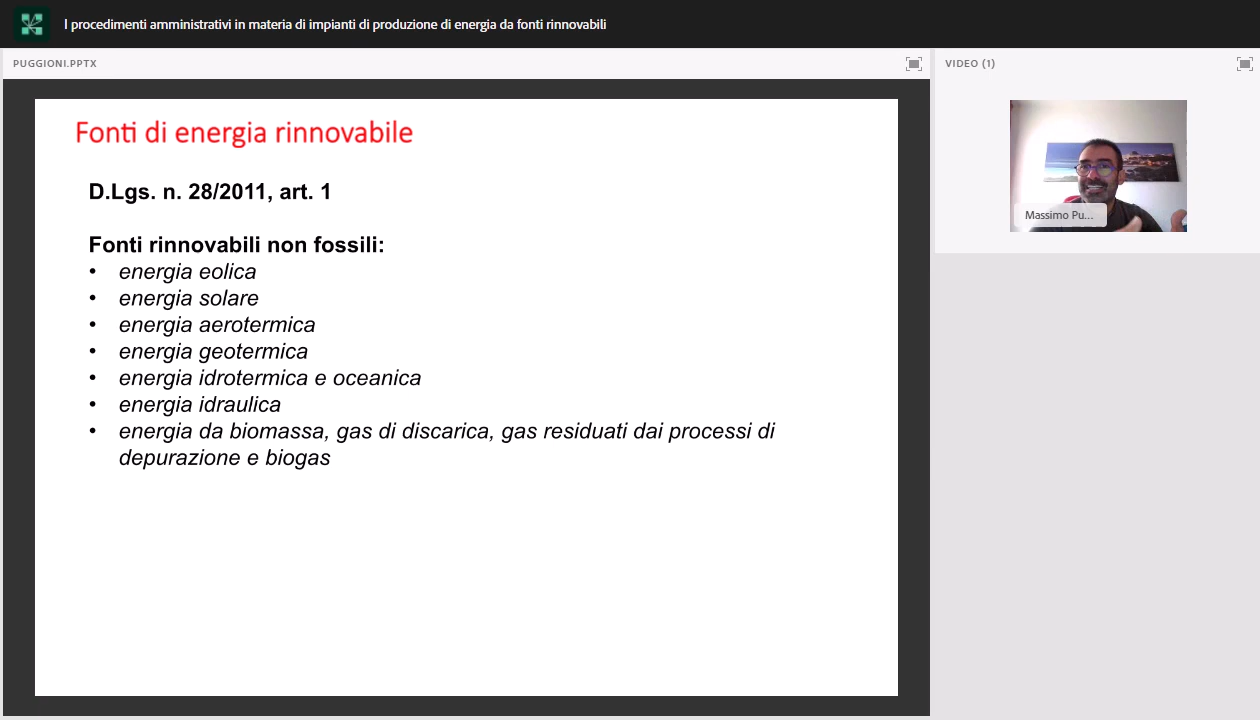 I procedimenti amministrativi in materia di impianti di produzione di energia da fonti rinnovabili
PUGGIONI.PPTX
VIDEO (1)
Fonti di energia rinnovabile
D.Lgs. n. 28/2011, art. 1
Fonti rinnovabili non fossili:
• energia eolica
• energia solare
• energia aerotermica
• energia geotermica
• energia idrotermica e oceanica
• energia idraulica
• energia da biomassa, gas di discarica, gas residuati dai processi di
depurazione e biogas
Massimo Pu...